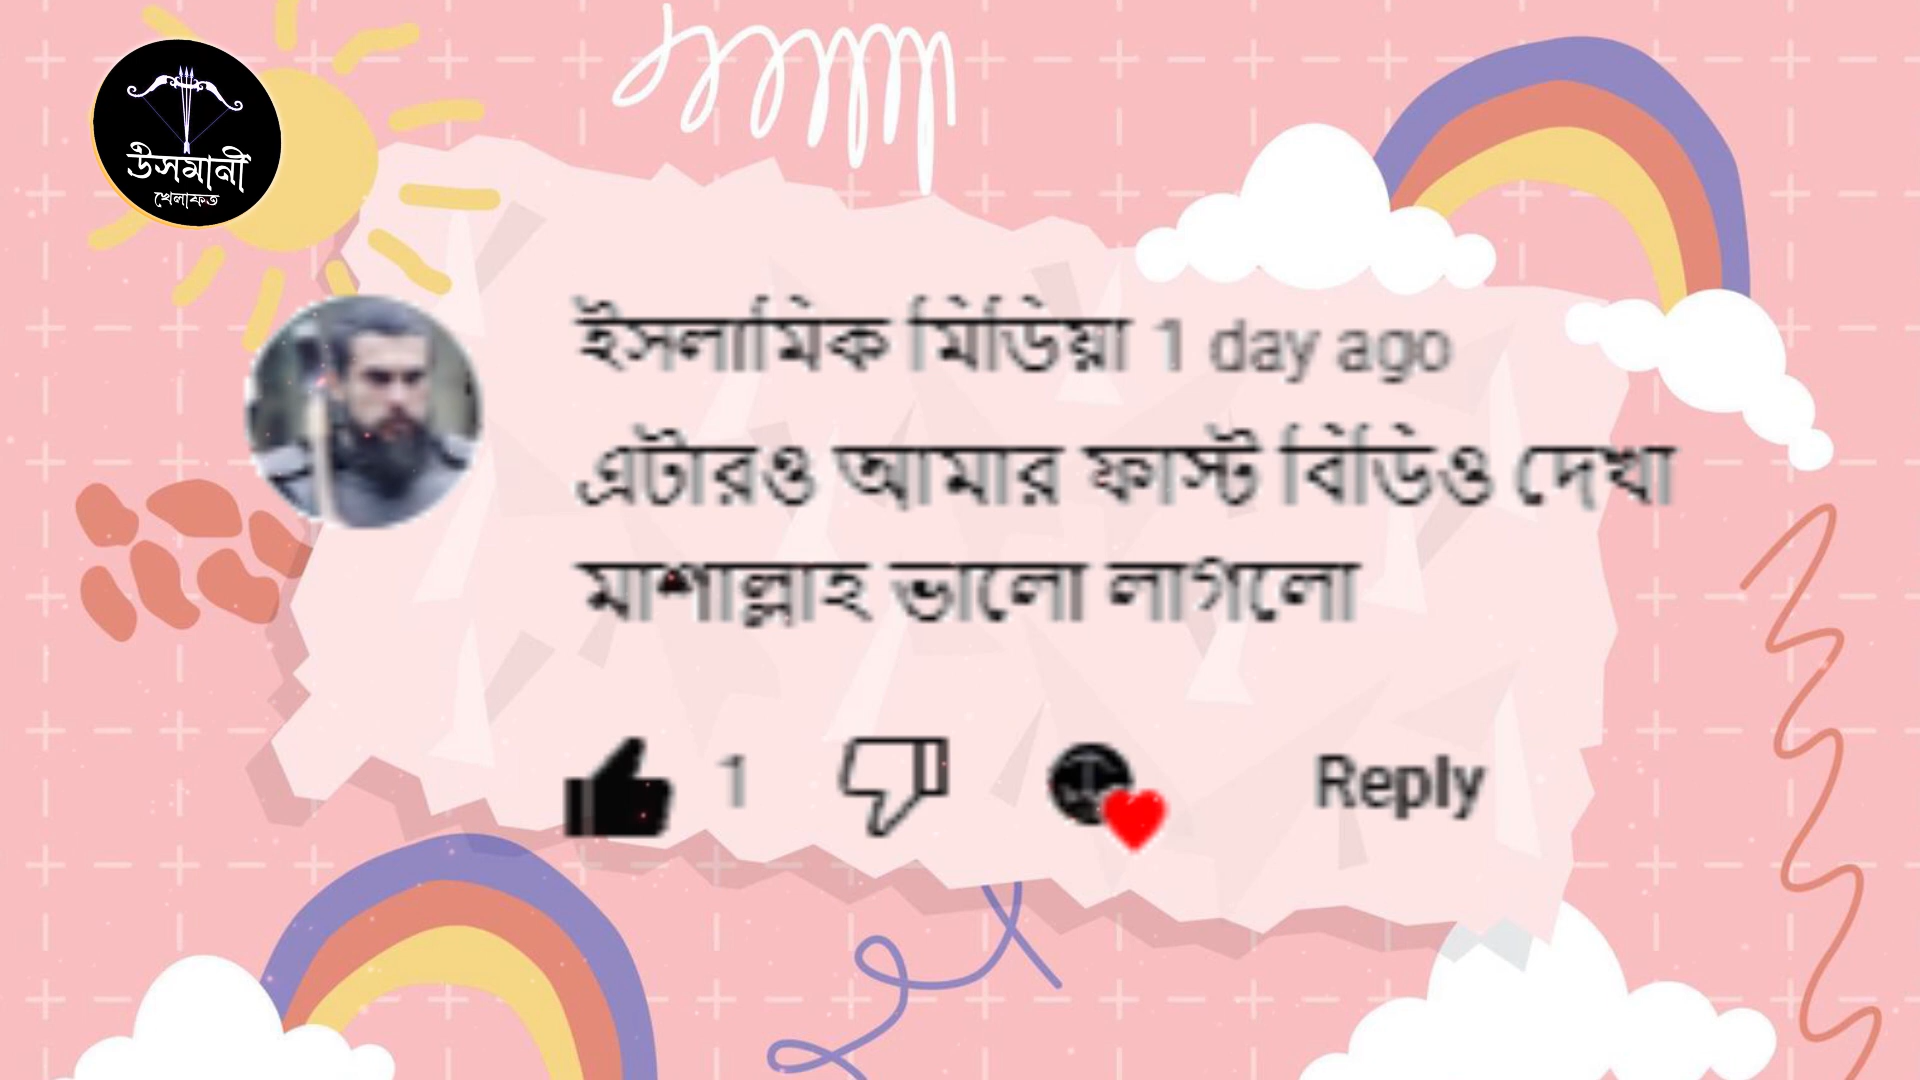 উসমানী
খেলাফত
ইসলামিক মিডিয়া 1 day ago
এটারও আমার ফাস্ট বিডিও দেখা
মাশাল্লাহ ভালো লাগলো
1
Reply